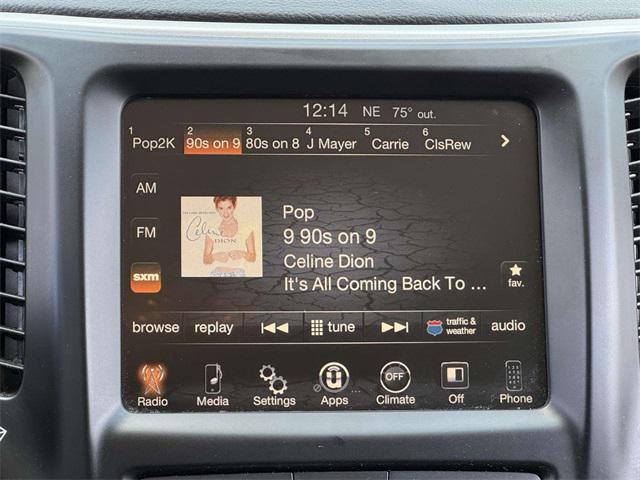 12:14 NE 75° out.
1 Pop2K 2 90s on 9 3 80s on 8 4 J Mayer 5 Carrie 6 ClsRew
AM
FM
sxm
Celine
DION
Pop
9 90s on 9
Celine Dion
It's All Coming Back To ...
fav.
browse replay tune traffic & weather audio
Radio Media Settings Apps ... OFF Climate Off Phone